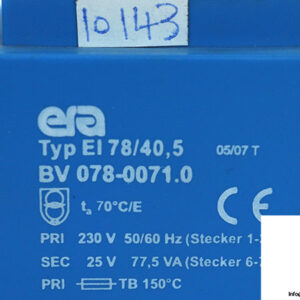 10143
era
Typ EI 78/40,5 05/07 T
BV 078-0071.0
CE
ta 70°C/E
PRI 230 V 50/60 Hz (Stecker 1-
SEC 25 V 77,5 VA (Stecker 6-
PRI TB 150°C